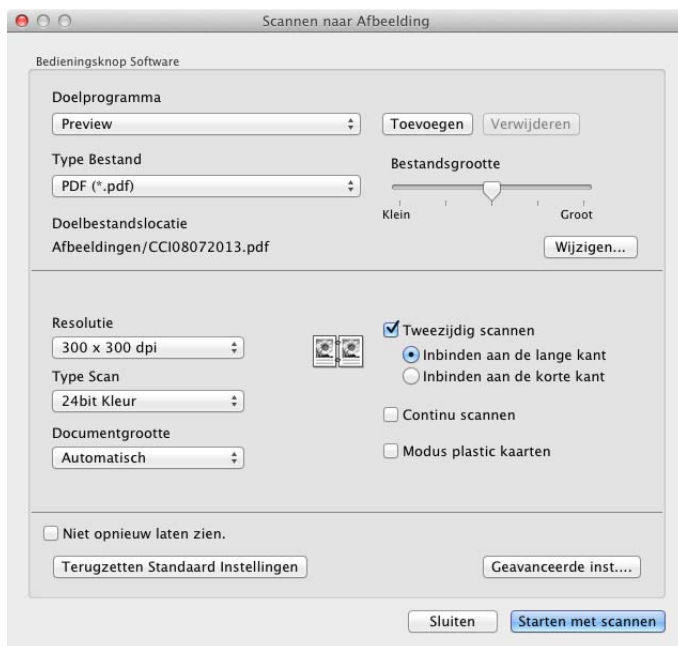 Scannen naar Afbeelding
Bedieningsknop Software
Doelprogramma
Preview
Toevoegen
Verwijderen
Type Bestand
PDF (*.pdf)
Bestandsgrootte
Klein
Groot
Doelbestandslocatie
Afbeeldingen/CCI08072013.pdf
Wijzigen...
Resolutie
300 x 300 dpi
Type Scan
24bit Kleur
Documentgrootte
Automatisch
Tweezijdig scannen
Inbinden aan de lange kant
Inbinden aan de korte kant
Continu scannen
Modus plastic kaarten
Niet opnieuw laten zien.
Terugzetten Standaard Instellingen
Geavanceerde inst....
Sluiten
Starten met scannen